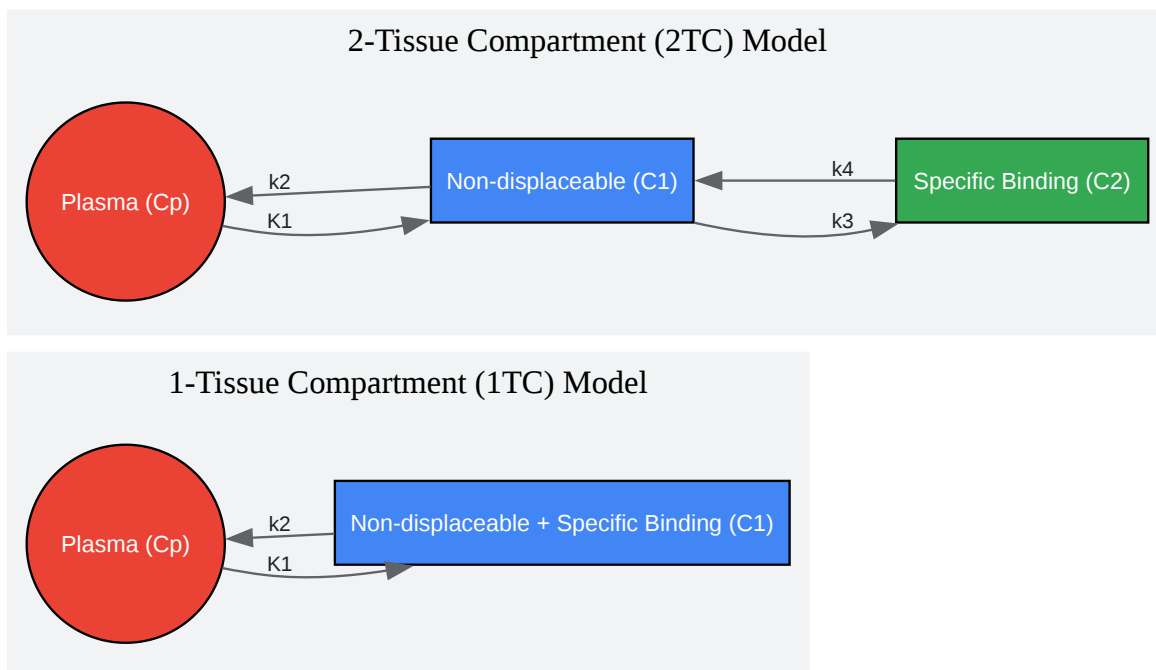 2-Tissue Compartment (2TC) Model
Plasma (Cp)
k2
K1
Non-displaceable (C1)
k4
k3
Specific Binding (C2)
1-Tissue Compartment (1TC) Model
Plasma (Cp)
k2
K1
Non-displaceable + Specific Binding (C1)